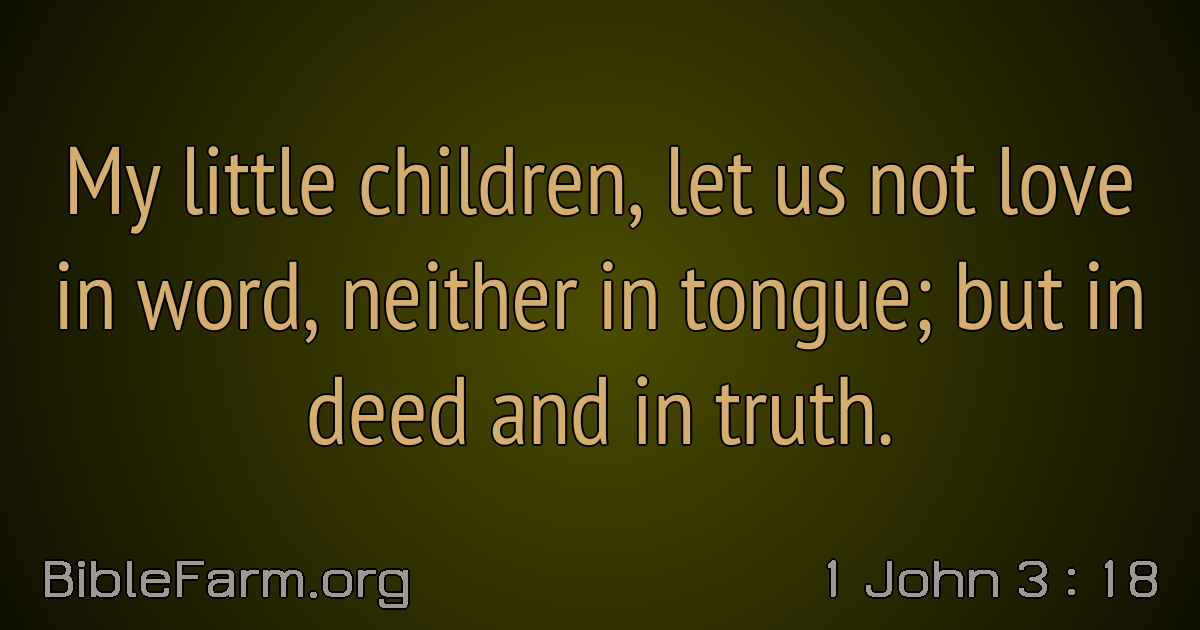 My little children, let us not love
in word, neither in tongue; but in
deed and in truth.
BibleFarm.org
1 John 3 : 18